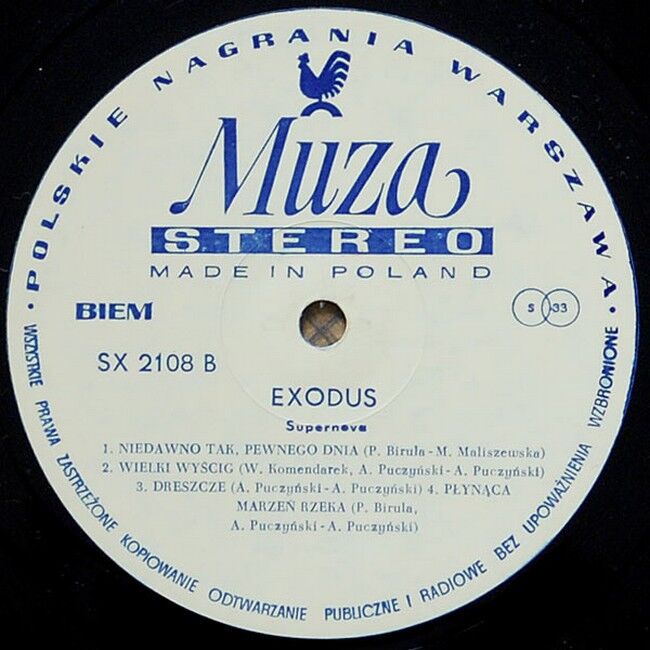 • POLSKIE NAGRANIA WARSZAWA •
Muza
STEREO
MADE IN POLAND
BIEM
S -33
SX 2108 B
EXODUS
Supernova
1. NIEDAWNO TAK, PEWNEGO DNIA (P. Birula - M. Maliszewska)
2. WIELKI WYŚCIG (W. Komendarek, A. Puczyński - A. Puczyński)
3. DRESZCZE (A. Puczyński - A. Puczyński) 4. PŁYNĄCA
MARZEŃ RZEKA (P. Birula,
A. Puczyński - A. Puczyński)
WSZYSTKIE PRAWA ZASTRZEŻONE KOPIOWANIE ODTWARZANIE PUBLICZNE I RADIOWE BEZ UPOWAŻNIENIA WZBRONIONE